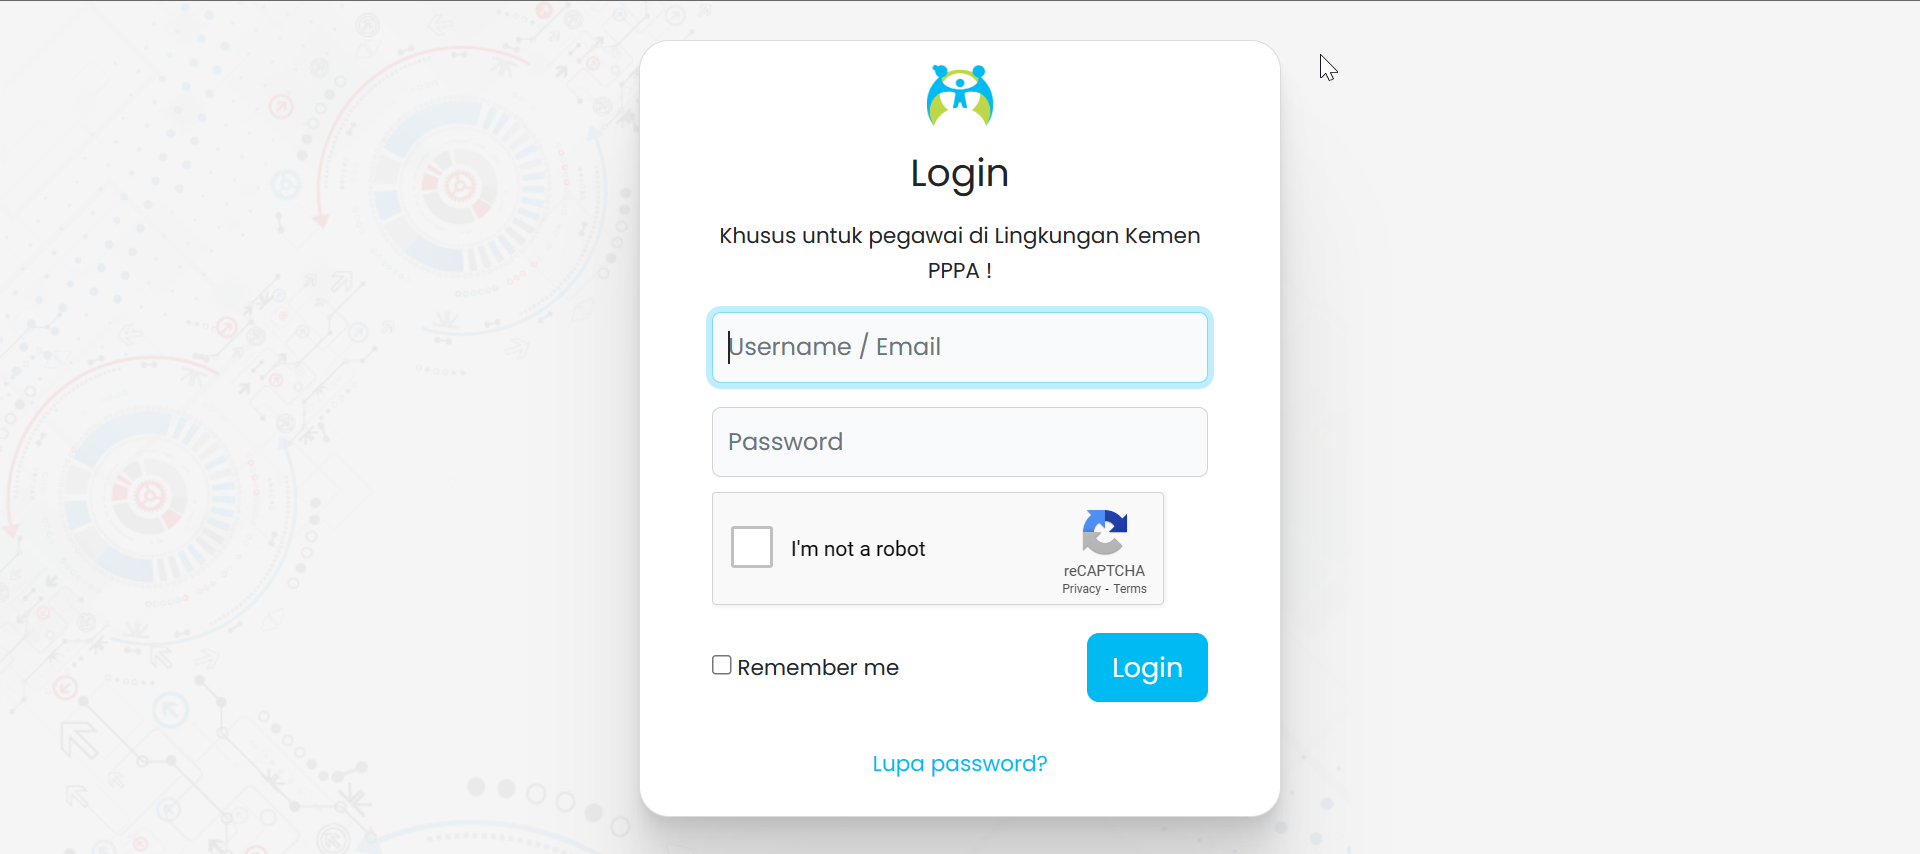 Login
Khusus untuk pegawai di Lingkungan Kemen
PPPA !
Username / Email
Password
I'm not a robot
reCAPTCHA
Privacy - Terms
Remember me
Login
Lupa password?